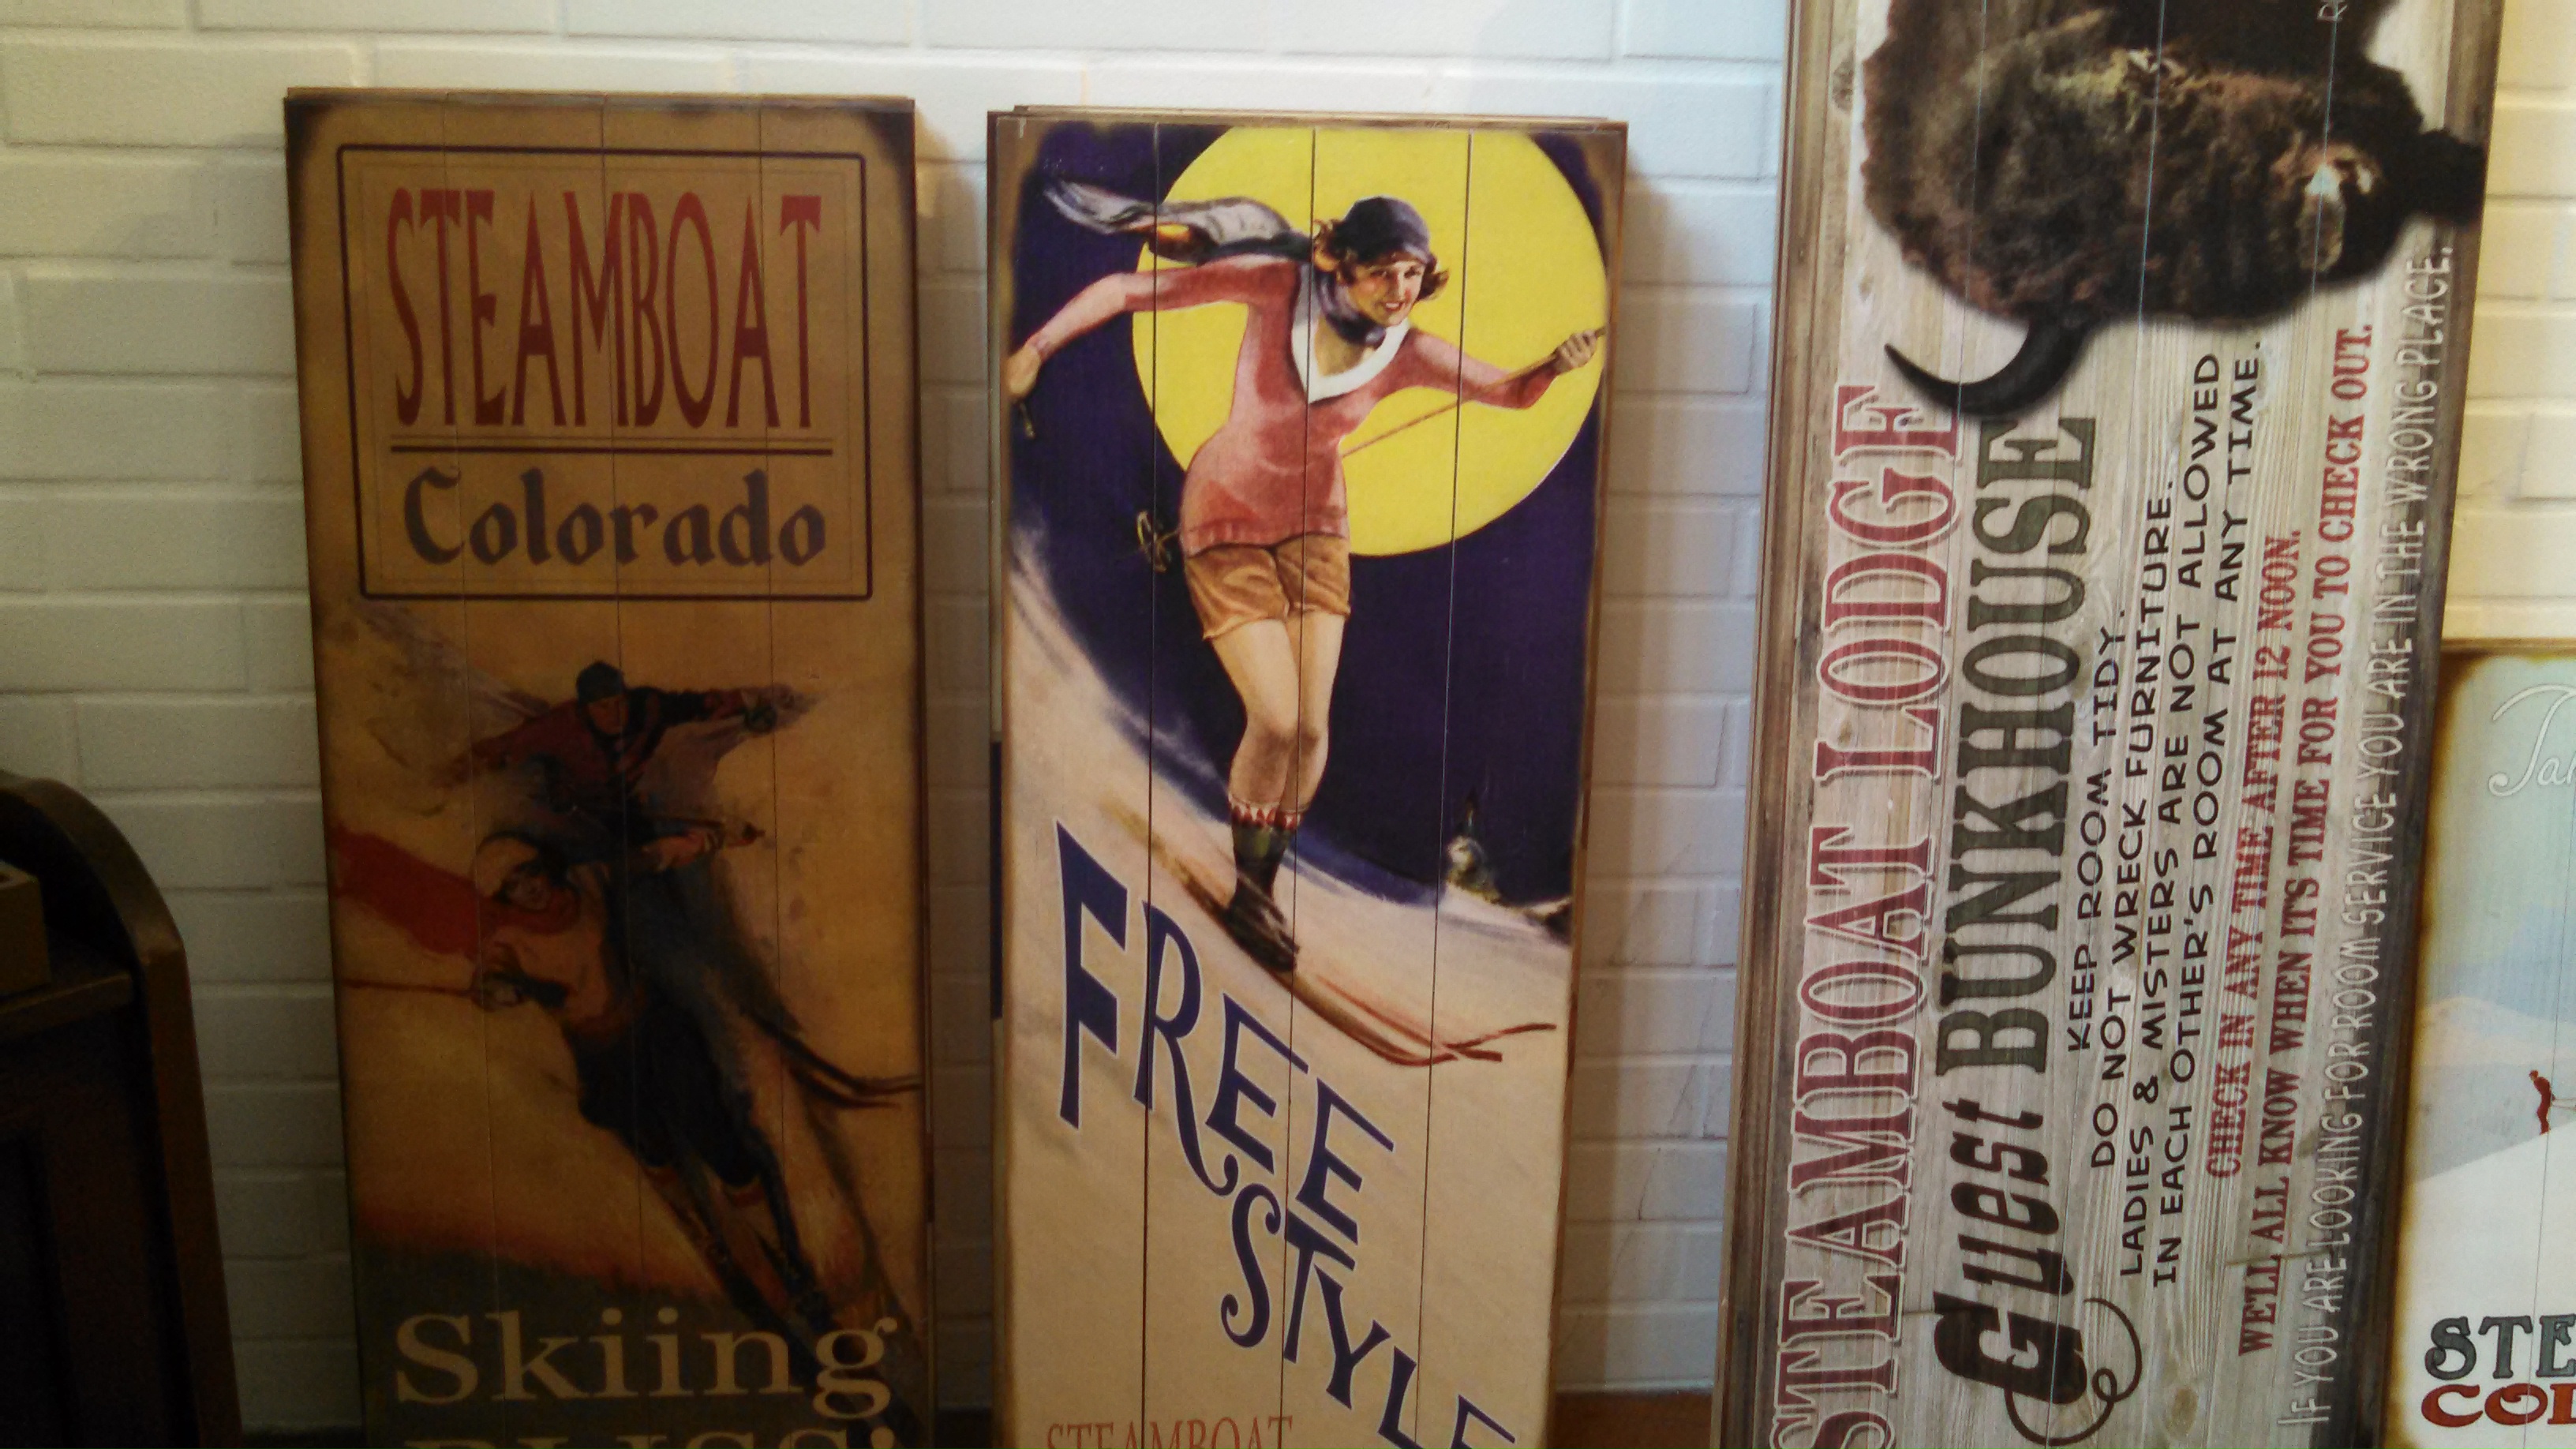 STEAMBOAT
Colorado
Skiing
FREE
STYLE
STEAMBOAT
STEAMBOAT LODGE
Guest BUNKHOUSE
KEEP ROOM TIDY.
DO NOT WRECK FURNITURE.
LADIES & MISTERS ARE NOT ALLOWED
IN EACH OTHER'S ROOM AT ANY TIME.
CHECK IN ANY TIME AFTER 12 NOON.
WE'LL ALL KNOW WHEN IT'S TIME FOR YOU TO CHECK OUT.
IF YOU ARE LOOKING FOR ROOM SERVICE YOU ARE IN THE WRONG PLACE.